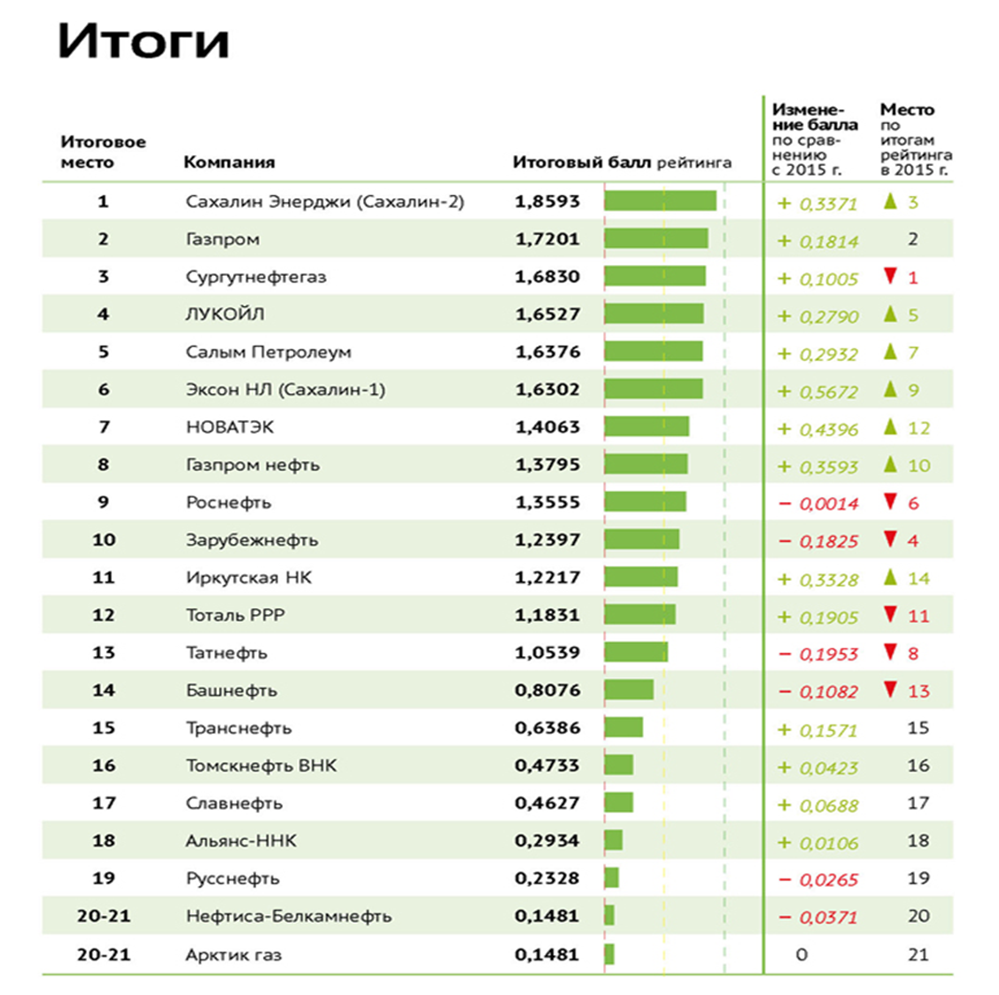 Итоги
Итоговое место Компания Итоговый балл рейтинга Измене-
ние балла
по срав-
нению
с 2015 г. Место
по
итогам
рейтинга
в 2015 г.
1 Сахалин Энерджи (Сахалин-2) 1,8593 + 0,3371 ▲ 3
2 Газпром 1,7201 + 0,1814 2
3 Сургутнефтегаз 1,6830 + 0,1005 ▼ 1
4 ЛУКОЙЛ 1,6527 + 0,2790 ▲ 5
5 Салым Петролеум 1,6376 + 0,2932 ▲ 7
6 Эксон НЛ (Сахалин-1) 1,6302 + 0,5672 ▲ 9
7 НОВАТЭК 1,4063 + 0,4396 ▲ 12
8 Газпром нефть 1,3795 + 0,3593 ▲ 10
9 Роснефть 1,3555 − 0,0014 ▼ 6
10 Зарубежнефть 1,2397 − 0,1825 ▼ 4
11 Иркутская НК 1,2217 + 0,3328 ▲ 14
12 Тоталь РРР 1,1831 + 0,1905 ▼ 11
13 Татнефть 1,0539 − 0,1953 ▼ 8
14 Башнефть 0,8076 − 0,1082 ▼ 13
15 Транснефть 0,6386 + 0,1571 15
16 Томскнефть ВНК 0,4733 + 0,0423 16
17 Славнефть 0,4627 + 0,0688 17
18 Альянс-ННК 0,2934 + 0,0106 18
19 Русснефть 0,2328 − 0,0265 19
20-21 Нефтиса-Белкамнефть 0,1481 − 0,0371 20
20-21 Арктик газ 0,1481 0 21